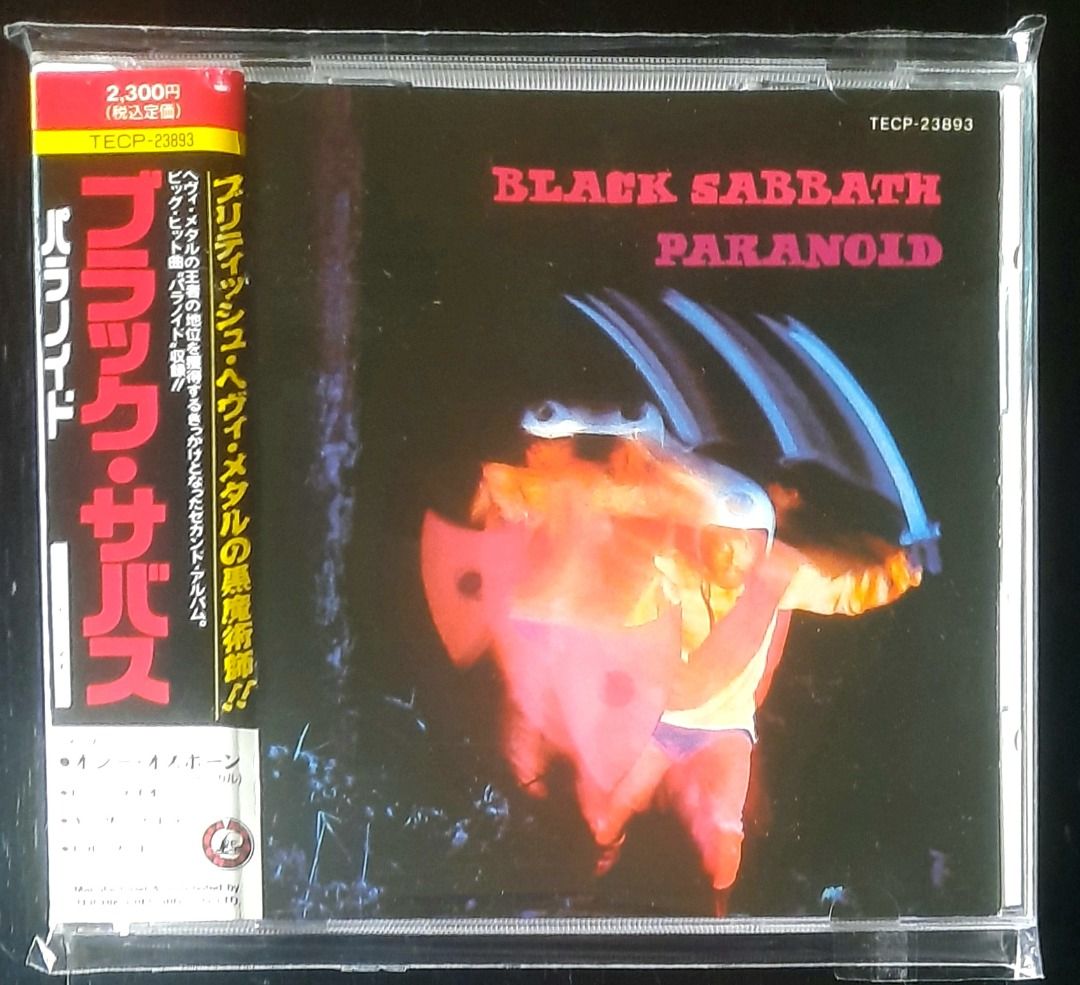 2,300円
(税込定価)
TECP-23893
ブリティッシュ・ヘヴィ・メタルの黒魔術師!!
ヘヴィ・メタルの王者の地位を獲得するきっかけとなったセカンド・アルバム。
ビッグ・ヒット曲“パラノイド”収録!!
ブラック・サバス
パラノイド
TECP-23893
BLACK SABBATH
PARANOID